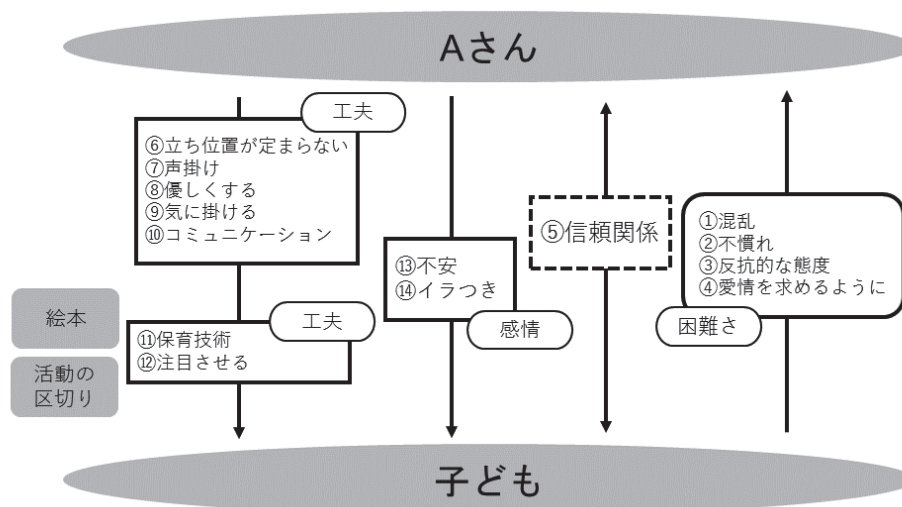 Aさん
工夫
⑥立ち位置が定まらない
⑦声掛け
⑧優しくする
⑨気に掛ける
⑩コミュニケーション
⑬不安
⑭イラつき
感情
⑤信頼関係
①混乱
②不慣れ
③反抗的な態度
④愛情を求めるように
困難さ
絵本
活動の
区切り
工夫
⑪保育技術
⑫注目させる
子ども